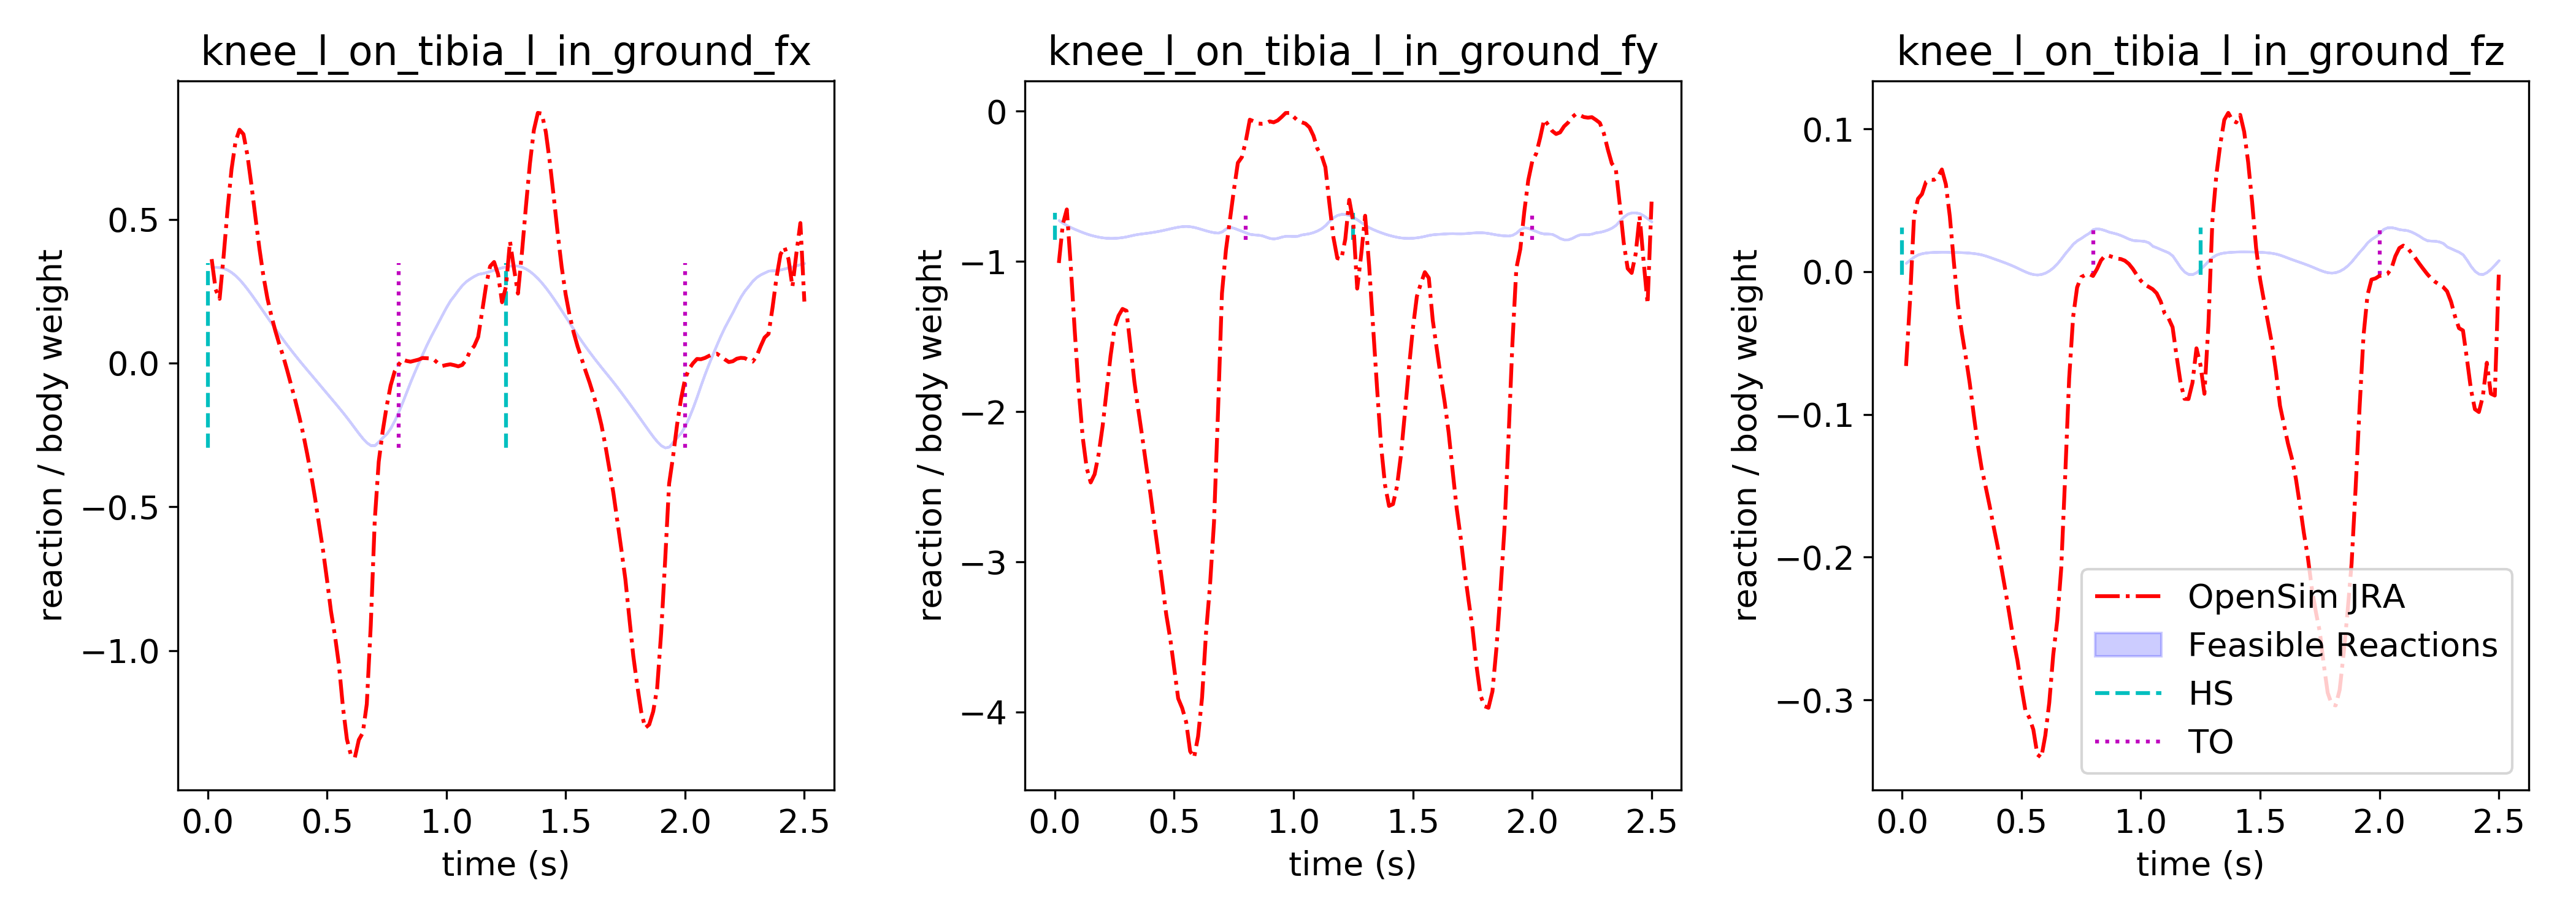 knee_l_on_tibia_l_in_ground_fx
knee_l_on_tibia_l_in_ground_fy
knee_l_on_tibia_l_in_ground_fz
reaction / body weight
0.5
0.0
−0.5
−1.0
0.0 0.5 1.0 1.5 2.0 2.5
time (s)
reaction / body weight
0
−1
−2
−3
−4
0.0 0.5 1.0 1.5 2.0 2.5
time (s)
reaction / body weight
0.1
0.0
−0.1
−0.2
−0.3
0.0 0.5 1.0 1.5 2.0 2.5
time (s)
OpenSim JRA
Feasible Reactions
HS
TO